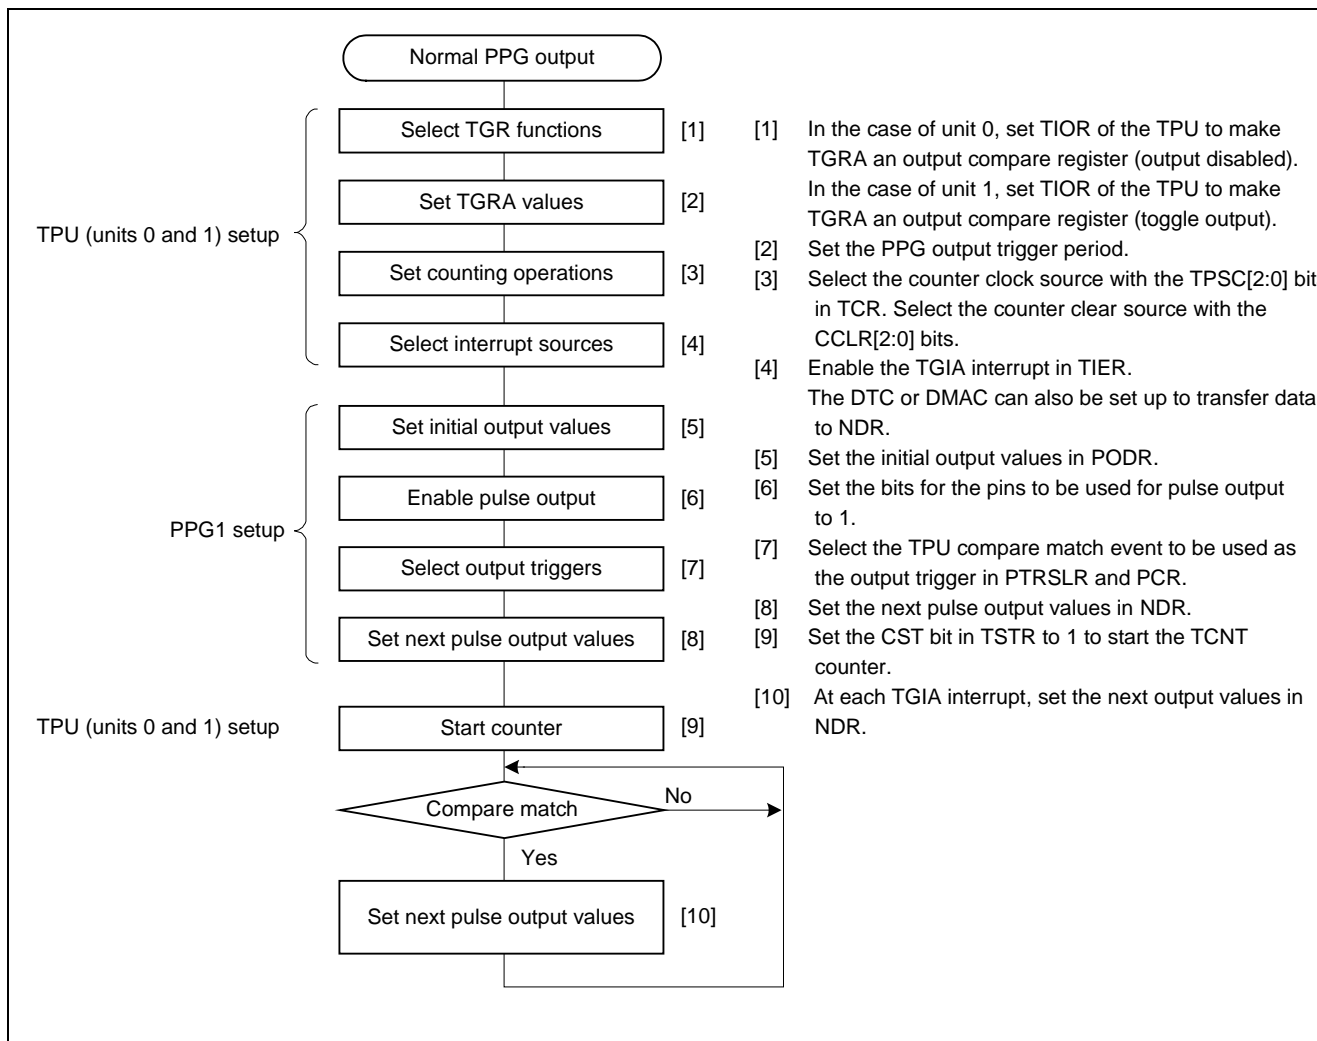 Normal PPG output
Select TGR functions
[1]
Set TGRA values
[2]
TPU (units 0 and 1) setup
Set counting operations
[3]
Select interrupt sources
[4]
Set initial output values
[5]
Enable pulse output
[6]
PPG1 setup
Select output triggers
[7]
Set next pulse output values
[8]
TPU (units 0 and 1) setup
Start counter
[9]
Compare match
No
Yes
Set next pulse output values
[10]
[1] In the case of unit 0, set TIOR of the TPU to make
TGRA an output compare register (output disabled).
In the case of unit 1, set TIOR of the TPU to make
TGRA an output compare register (toggle output).
[2] Set the PPG output trigger period.
[3] Select the counter clock source with the TPSC[2:0] bit
in TCR. Select the counter clear source with the
CCLR[2:0] bits.
[4] Enable the TGIA interrupt in TIER.
The DTC or DMAC can also be set up to transfer data
to NDR.
[5] Set the initial output values in PODR.
[6] Set the bits for the pins to be used for pulse output
to 1.
[7] Select the TPU compare match event to be used as
the output trigger in PTRSLR and PCR.
[8] Set the next pulse output values in NDR.
[9] Set the CST bit in TSTR to 1 to start the TCNT
counter.
[10] At each TGIA interrupt, set the next output values in
NDR.